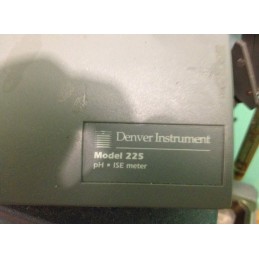 Denver Instrument
Model 225
pH • ISE meter